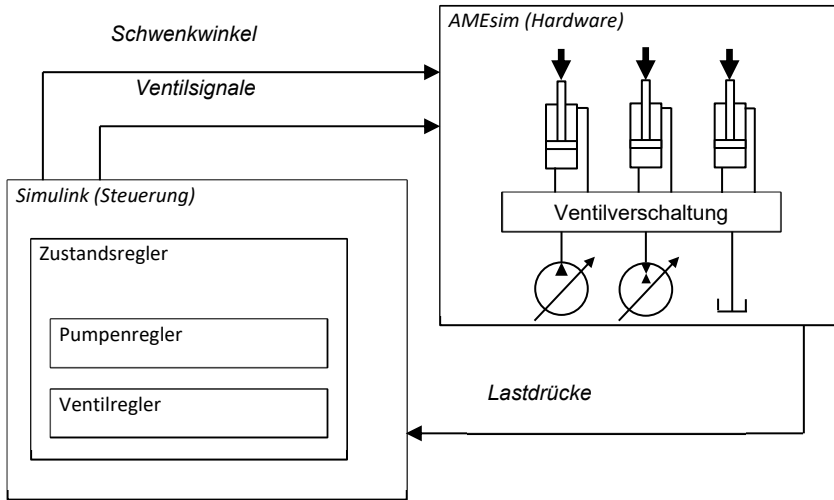 Schwenkwinkel
Ventilsignale
AMEsim (Hardware)
Ventilverschaltung
Simulink (Steuerung)
Zustandsregler
Pumpenregler
Ventilregler
Lastdrücke